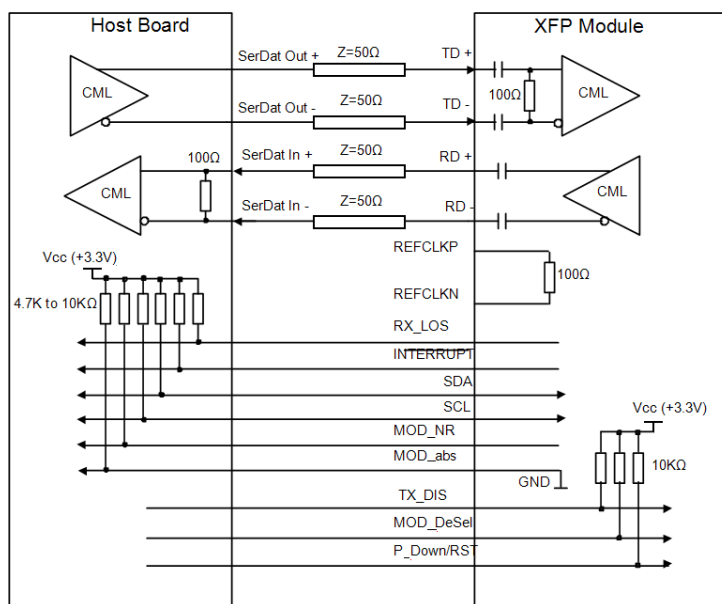 Host Board
XFP Module
SerDat Out +
Z=50Ω
TD +
CML
100Ω
CML
SerDat Out -
Z=50Ω
TD -
100Ω
SerDat In +
Z=50Ω
RD +
CML
CML
SerDat In -
Z=50Ω
RD -
REFCLKP
Vcc (+3.3V)
100Ω
4.7K to 10KΩ
REFCLKN
RX_LOS
INTERRUPT
SDA
SCL
Vcc (+3.3V)
MOD_NR
MOD_abs
10KΩ
GND
TX_DIS
MOD_DeSel
P_Down/RST